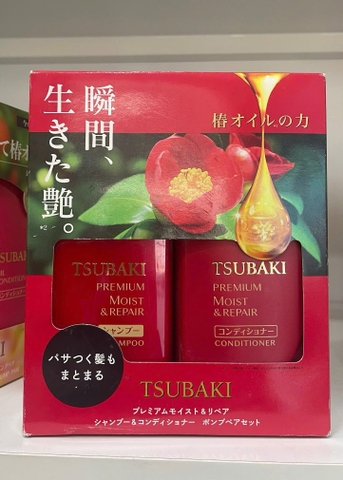 瞬間、
生きた艶。
*2
椿オイルの力
TSUBAKI
PREMIUM
MOIST
& REPAIR
シャンプー
TSUBAKI
PREMIUM
MOIST
& REPAIR
コンディショナー
CONDITIONER
パサつく髪も
まとまる
TSUBAKI
プレミアムモイスト&リペア
シャンプー&コンディショナー ポンプペアセット